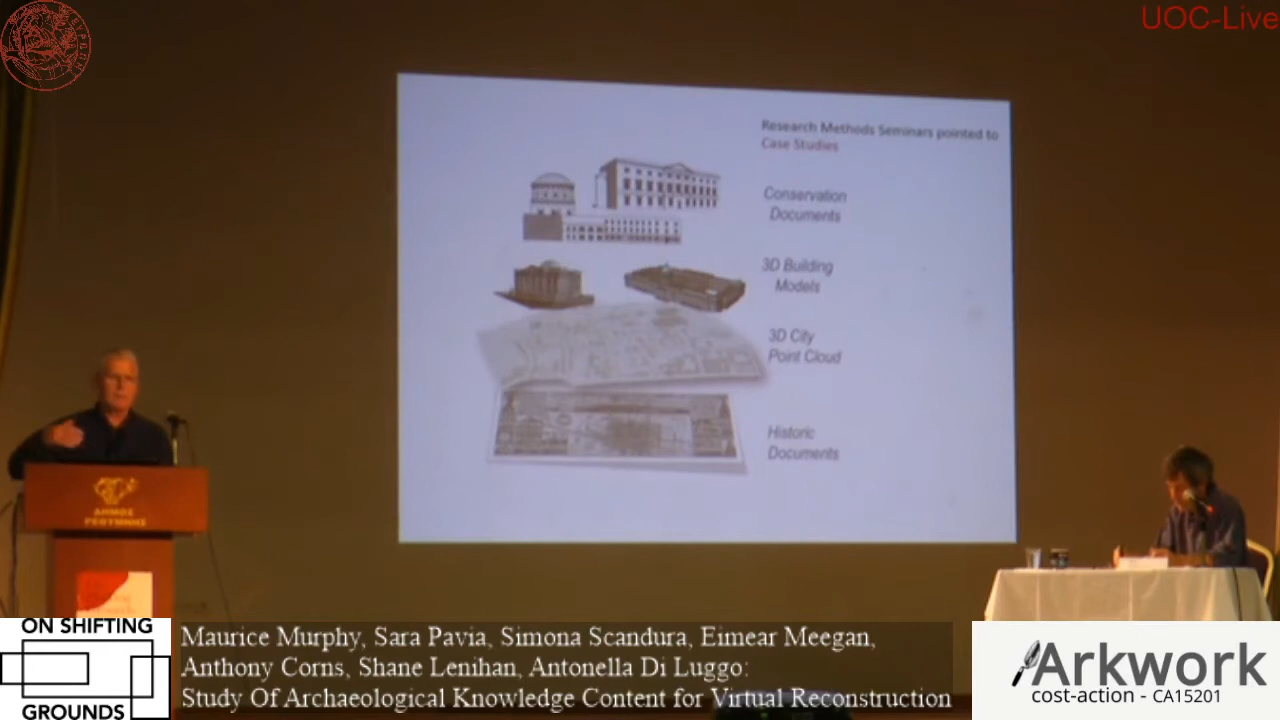 UOC-Live
Research Methods Seminars pointed to
Case Studies
Conservation
Documents
3D Building
Models
3D City
Point Cloud
Historic
Documents
ΔΗΜΟΣ
ΡΕΘΥΜΝΗΣ
ON SHIFTING
GROUNDS
Maurice Murphy, Sara Pavia, Simona Scandura, Eimear Meegan,
Anthony Corns, Shane Lenihan, Antonella Di Luggo:
Study Of Archaeological Knowledge Content for Virtual Reconstruction
Arkwork
cost-action - CA15201